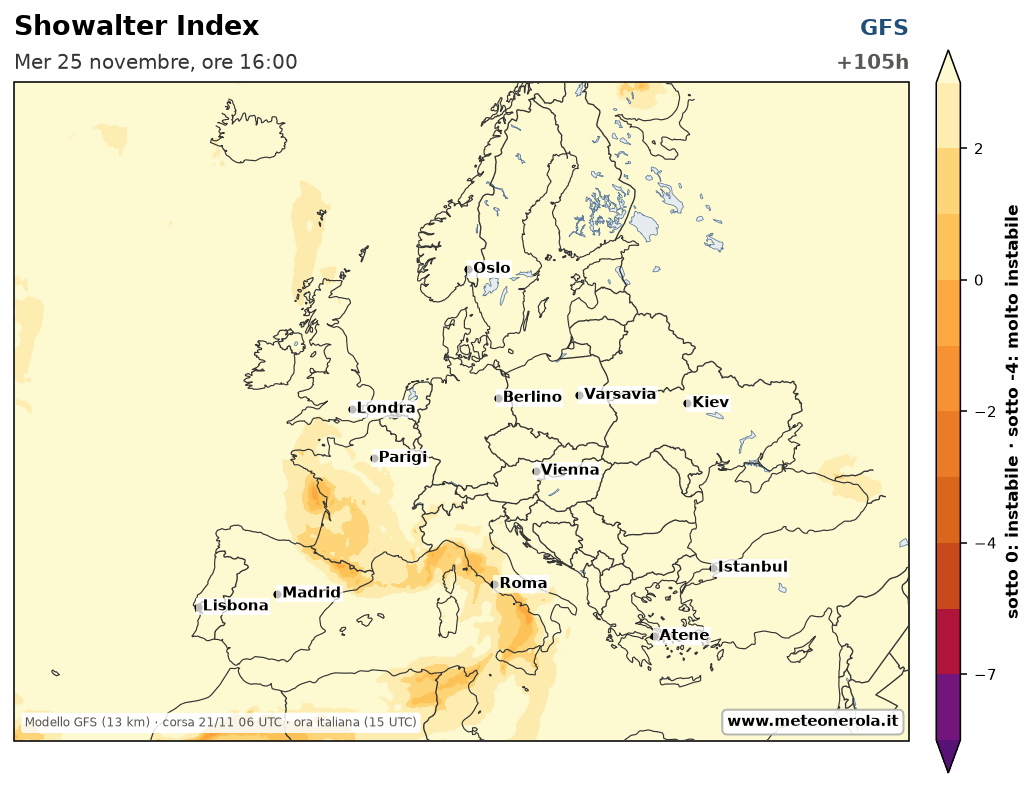 Showalter Index
GFS
Mer 25 novembre, ore 16:00
+105h
Oslo
Berlino
Varsavia
Kiev
Londra
Parigi
Vienna
Istanbul
Roma
Madrid
Lisbona
Atene
2
0
−2
−4
−7
sotto 0: instabile · sotto -4: molto instabile
Modello GFS (13 km) · corsa 21/11 06 UTC · ora italiana (15 UTC)
www.meteonerola.it